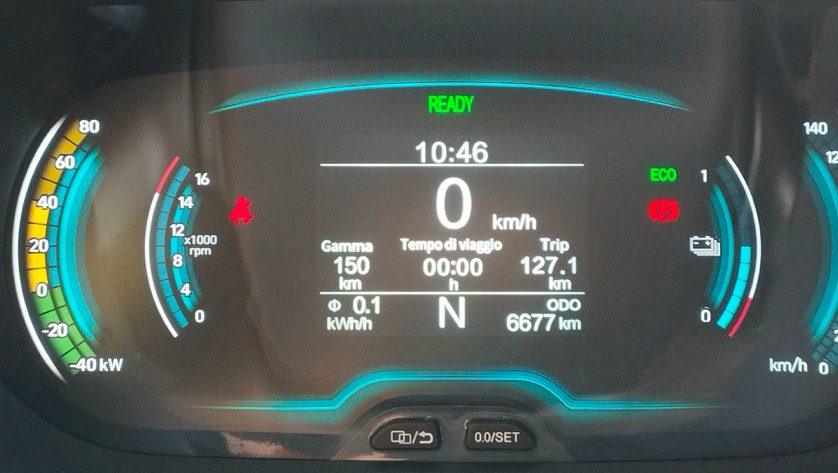 READY
10:46
0 km/h
Gamma
150
km
Tempo di viaggio
00:00
h
Trip
127.1
km
Φ 0.1
kWh/h
N
ODO
6677 km
80
60
40
20
0
-20
-40 kW
16
14
12
x1000
rpm
8
4
0
ECO
P
1
0
140
12
2
km/h 0
0.0/SET